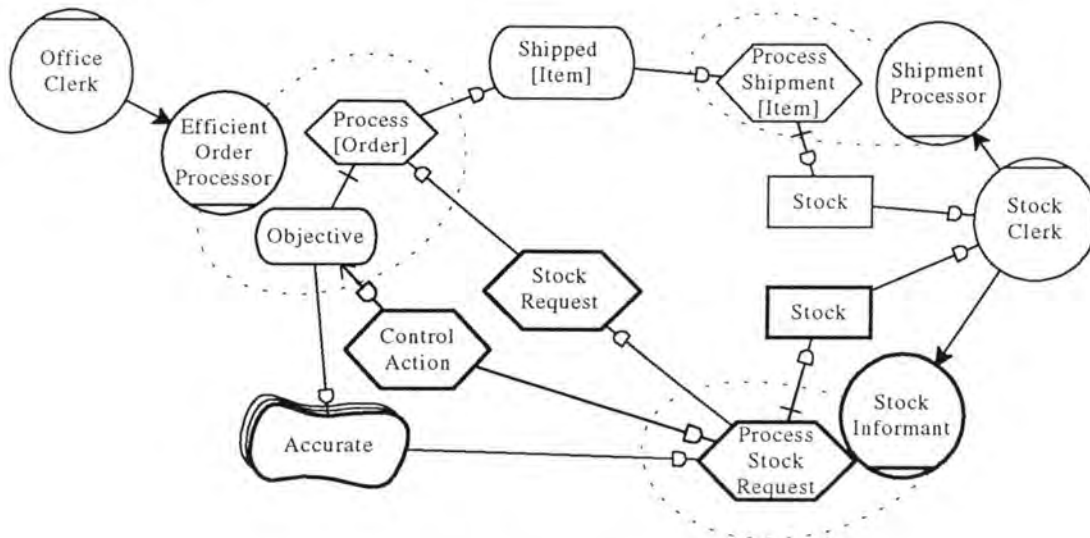 Office
Clerk
Efficient
Order
Processor
Process
[Order]
Shipped
[Item]
Process
Shipment
[Item]
Shipment
Processor
Stock
Stock
Clerk
Objective
Stock
Request
Stock
Control
Action
Accurate
Process
Stock
Request
Stock
Informant